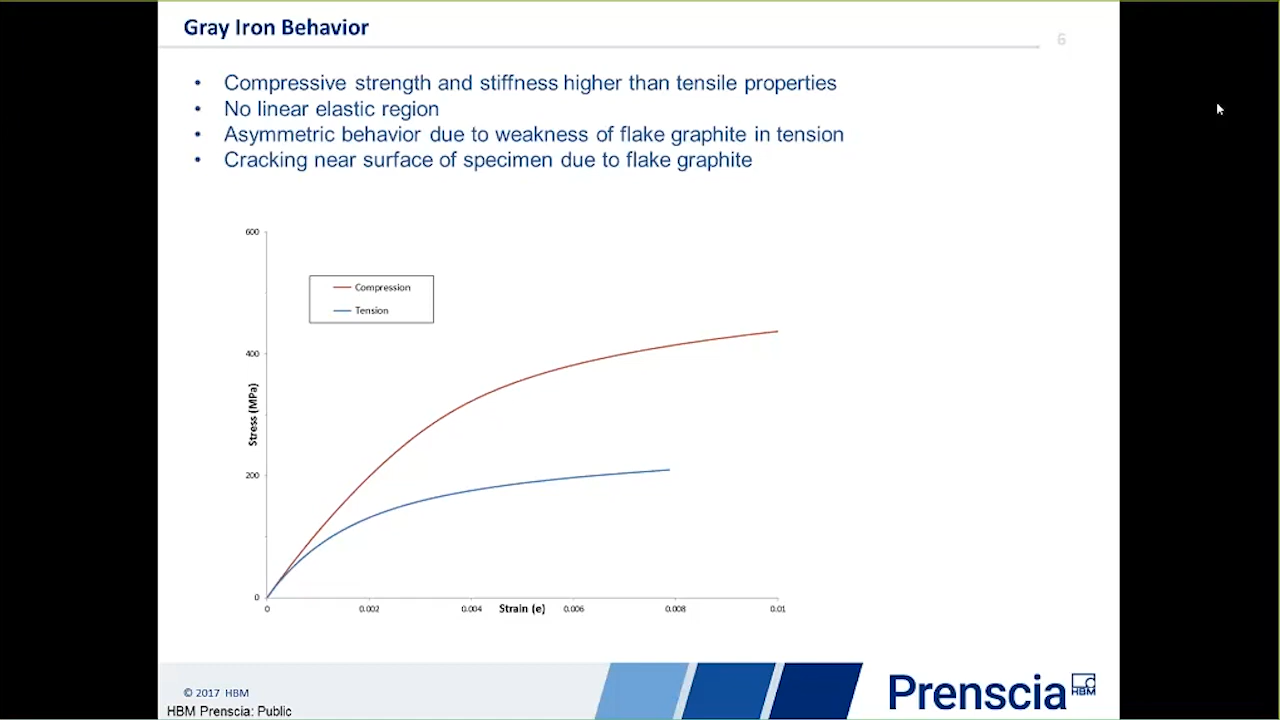 Gray Iron Behavior
6
• Compressive strength and stiffness higher than tensile properties
• No linear elastic region
• Asymmetric behavior due to weakness of flake graphite in tension
• Cracking near surface of specimen due to flake graphite
600
Compression
Tension
400
Stress (MPa)
200
0
0 0.002 0.004 Strain (e) 0.006 0.008 0.01
© 2017 HBM
HBM Prenscia: Public
Prenscia HBM